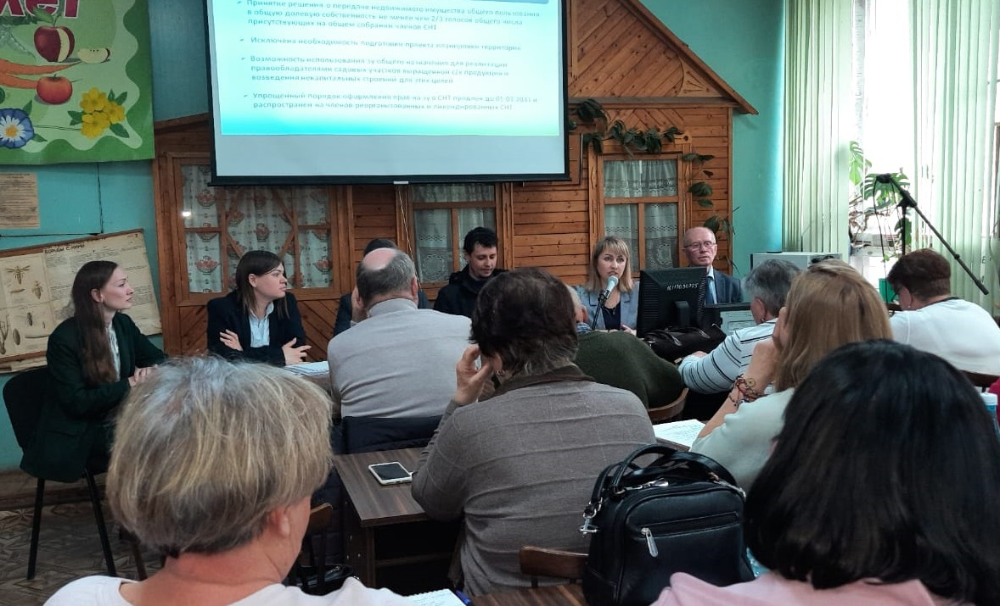 лет
Принятие решения о передаче недвижимого имущества общего пользования
в общую долевую собственность не менее чем 2/3 голосов общего числа
присутствующих на общем собрании членов СНТ
Исключена необходимость подготовки проекта планировки территории
Возможность использования зу общего назначения для реализации
правообладателями садовых участков выращенной с/х продукции и
возведения некапитальных строений для этих целей
Упрощенный порядок оформления прав на зу в СНТ продлен до 01.03.2031 и
распространен на членов реорганизованных и ликвидированных СНТ